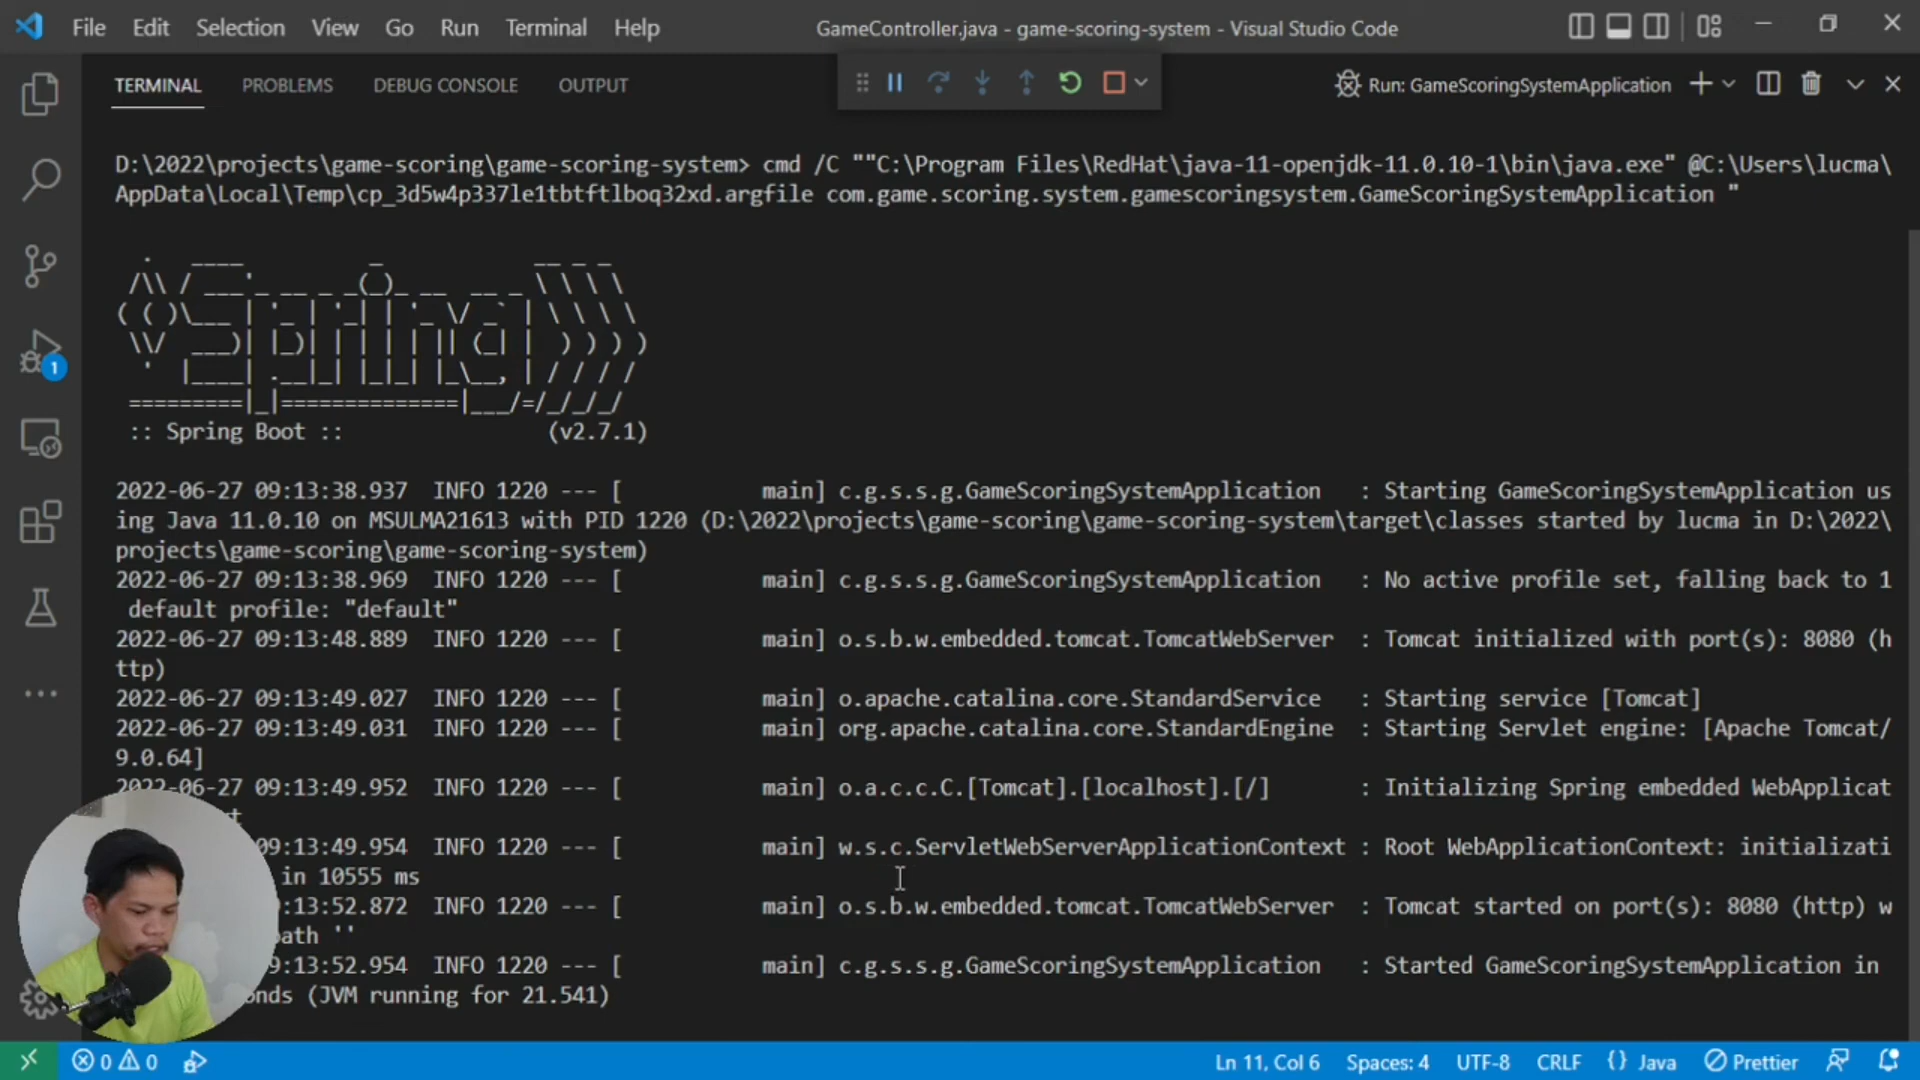 File Edit Selection View Go Run Terminal Help GameController.java - game-scoring-system - Visual Studio Code
TERMINAL PROBLEMS DEBUG CONSOLE OUTPUT Run: GameScoringSystemApplication
D:\2022\projects\game-scoring\game-scoring-system> cmd /C ""C:\Program Files\RedHat\java-11-openjdk-11.0.10-1\bin\java.exe" @C:\Users\lucma\
AppData\Local\Temp\cp_3d5w4p337le1tbtftlboq32xd.argfile com.game.scoring.system.gamescoringsystem.GameScoringSystemApplication "
Spring
:: Spring Boot :: (v2.7.1)
2022-06-27 09:13:38.937 INFO 1220 --- [ main] c.g.s.s.g.GameScoringSystemApplication : Starting GameScoringSystemApplication us
ing Java 11.0.10 on MSULMA21613 with PID 1220 (D:\2022\projects\game-scoring\game-scoring-system\target\classes started by lucma in D:\2022\
projects\game-scoring\game-scoring-system)
2022-06-27 09:13:38.969 INFO 1220 --- [ main] c.g.s.s.g.GameScoringSystemApplication : No active profile set, falling back to 1
default profile: "default"
2022-06-27 09:13:48.889 INFO 1220 --- [ main] o.s.b.w.embedded.tomcat.TomcatWebServer : Tomcat initialized with port(s): 8080 (h
ttp)
2022-06-27 09:13:49.027 INFO 1220 --- [ main] o.apache.catalina.core.StandardService : Starting service [Tomcat]
2022-06-27 09:13:49.031 INFO 1220 --- [ main] org.apache.catalina.core.StandardEngine : Starting Servlet engine: [Apache Tomcat/
9.0.64]
2022-06-27 09:13:49.952 INFO 1220 --- [ main] o.a.c.c.C.[Tomcat].[localhost].[/] : Initializing Spring embedded WebApplicat
09:13:49.954 INFO 1220 --- [ main] w.s.c.ServletWebServerApplicationContext : Root WebApplicationContext: initializati
in 10555 ms
:13:52.872 INFO 1220 --- [ main] o.s.b.w.embedded.tomcat.TomcatWebServer : Tomcat started on port(s): 8080 (http) w
path ''
9:13:52.954 INFO 1220 --- [ main] c.g.s.s.g.GameScoringSystemApplication : Started GameScoringSystemApplication in
onds (JVM running for 21.541)
1
0 0 Ln 11, Col 6 Spaces: 4 UTF-8 CRLF {} Java Prettier